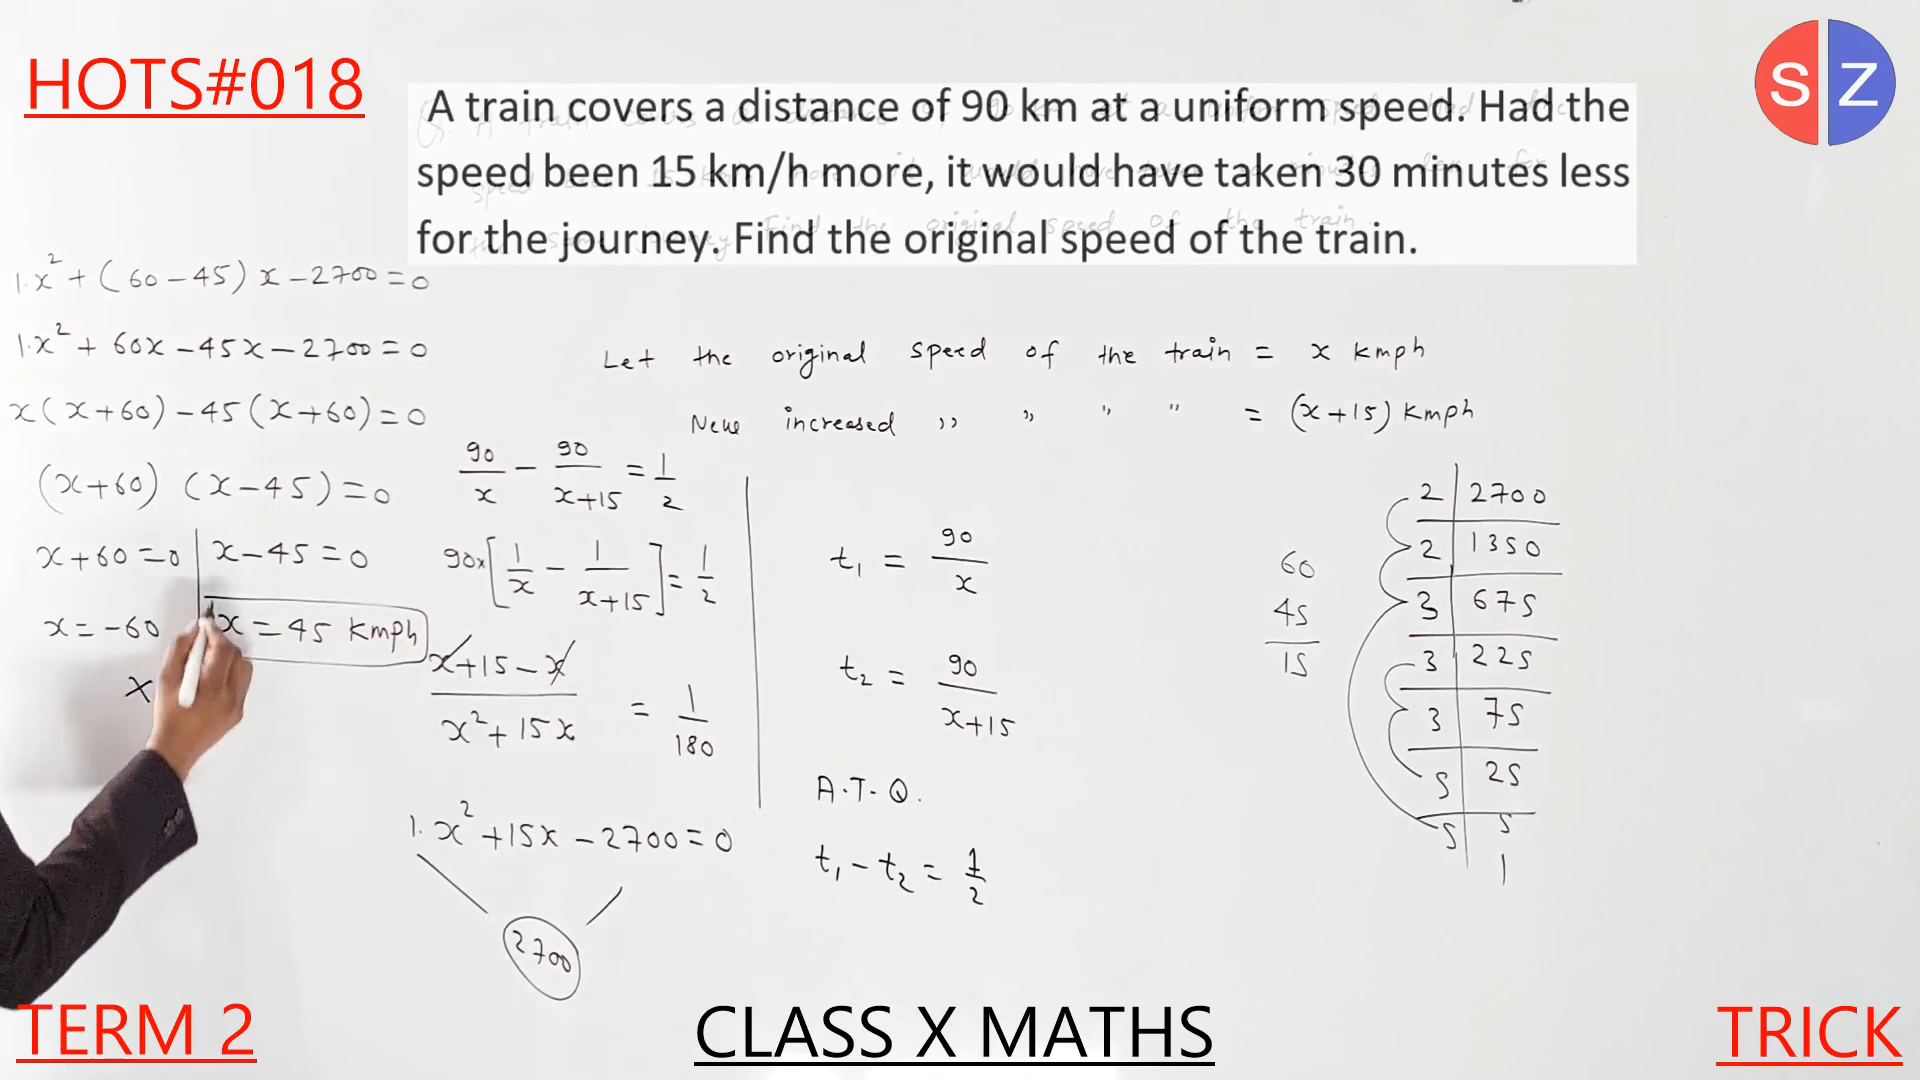 HOTS#018
S Z
A train covers a distance of 90 km at a uniform speed. Had the
speed been 15 km/h more, it would have taken 30 minutes less
for the journey. Find the original speed of the train.
1.x² + (60 - 45) x - 2700 = 0
1.x² + 60x - 45x - 2700 = 0
x(x+60) - 45(x+60) = 0
(x+60) (x-45) = 0
x+60 = 0 | x-45 = 0
x = -60 | x = 45 kmph
x
Let the original speed of the train = x kmph
New increased ,, ,, ,, ,, = (x+15) kmph
90/x - 90/(x+15) = 1/2
90x[1/x - 1/(x+15)] = 1/2
(x+15-x)/(x²+15x) = 1/180
1.x² + 15x - 2700 = 0
2700
t₁ = 90/x
t₂ = 90/(x+15)
A.T.Q.
t₁ - t₂ = 1/2
60
45
15
2 | 2700
2 | 1350
3 | 675
3 | 225
3 | 75
5 | 25
5 | 5
1
TERM 2
CLASS X MATHS
TRICK